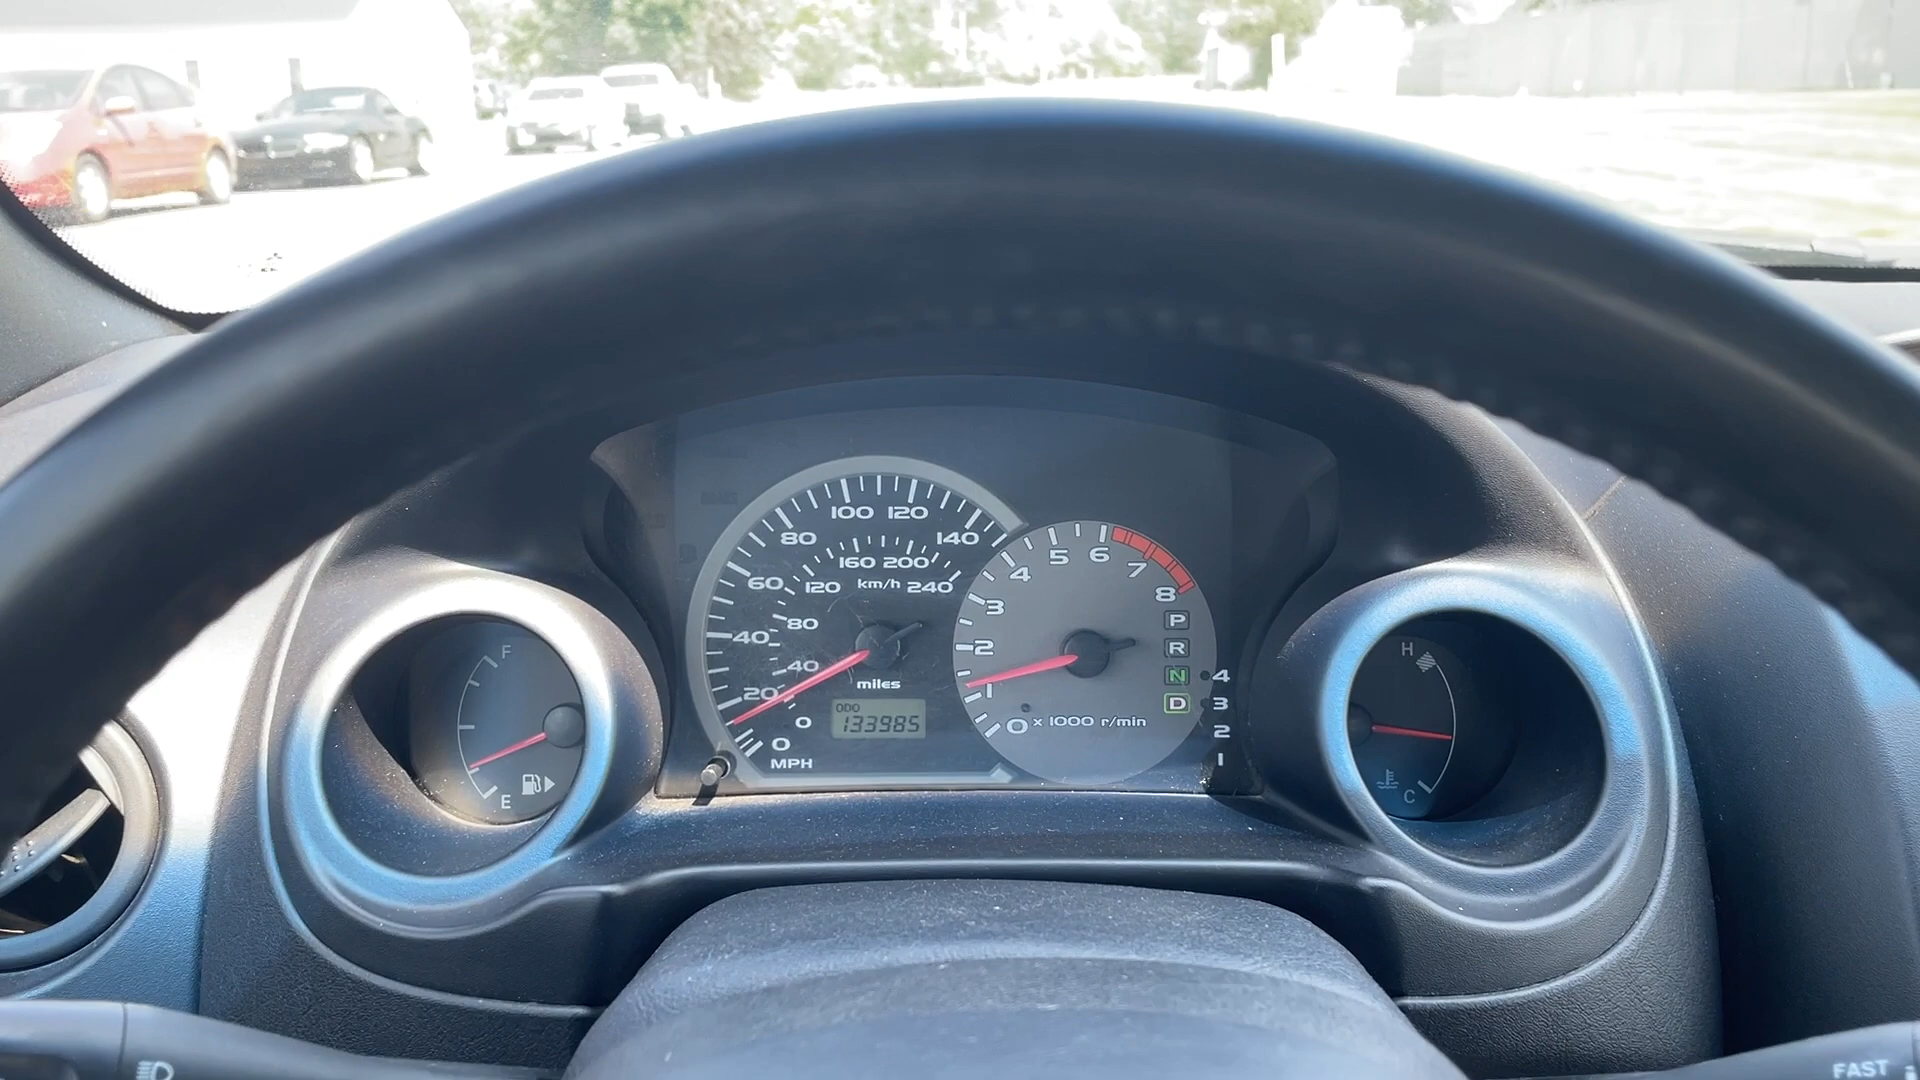 100 120
80 140
160 200
60 120 km/h 240
40 80
40
20 miles
0
ODO
133985
0
MPH
5 6
4 7
3 8
2
1
0 x 1000 r/min
P
R
N 4
D 3
2
1
F
E
H
C
FAST